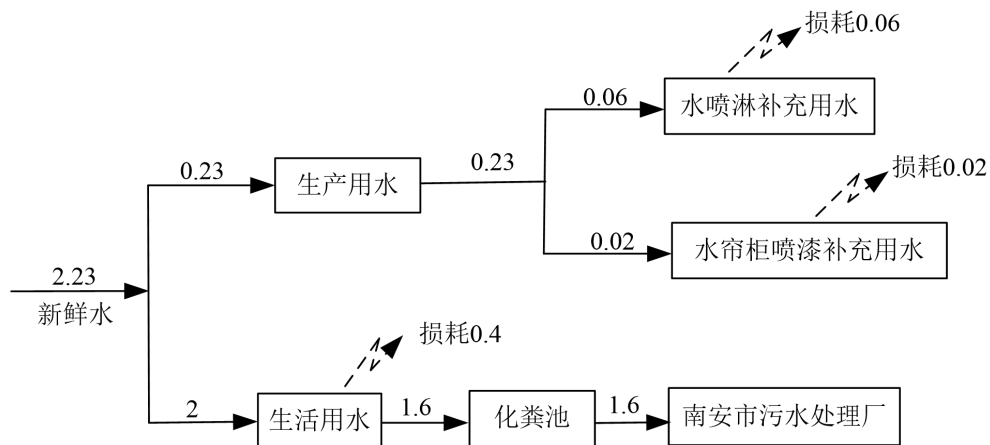 损耗0.06
0.06
水喷淋补充用水
0.23
生产用水
0.23
损耗0.02
0.02
水帘柜喷漆补充用水
2.23
新鲜水
损耗0.4
2
生活用水
1.6
化粪池
1.6
南安市污水处理厂